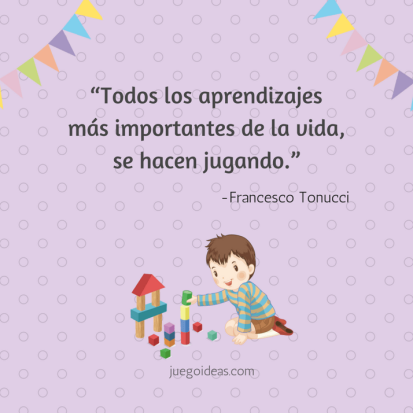 “Todos los aprendizajes
más importantes de la vida,
se hacen jugando.”
-Francesco Tonucci
juegoideas.com